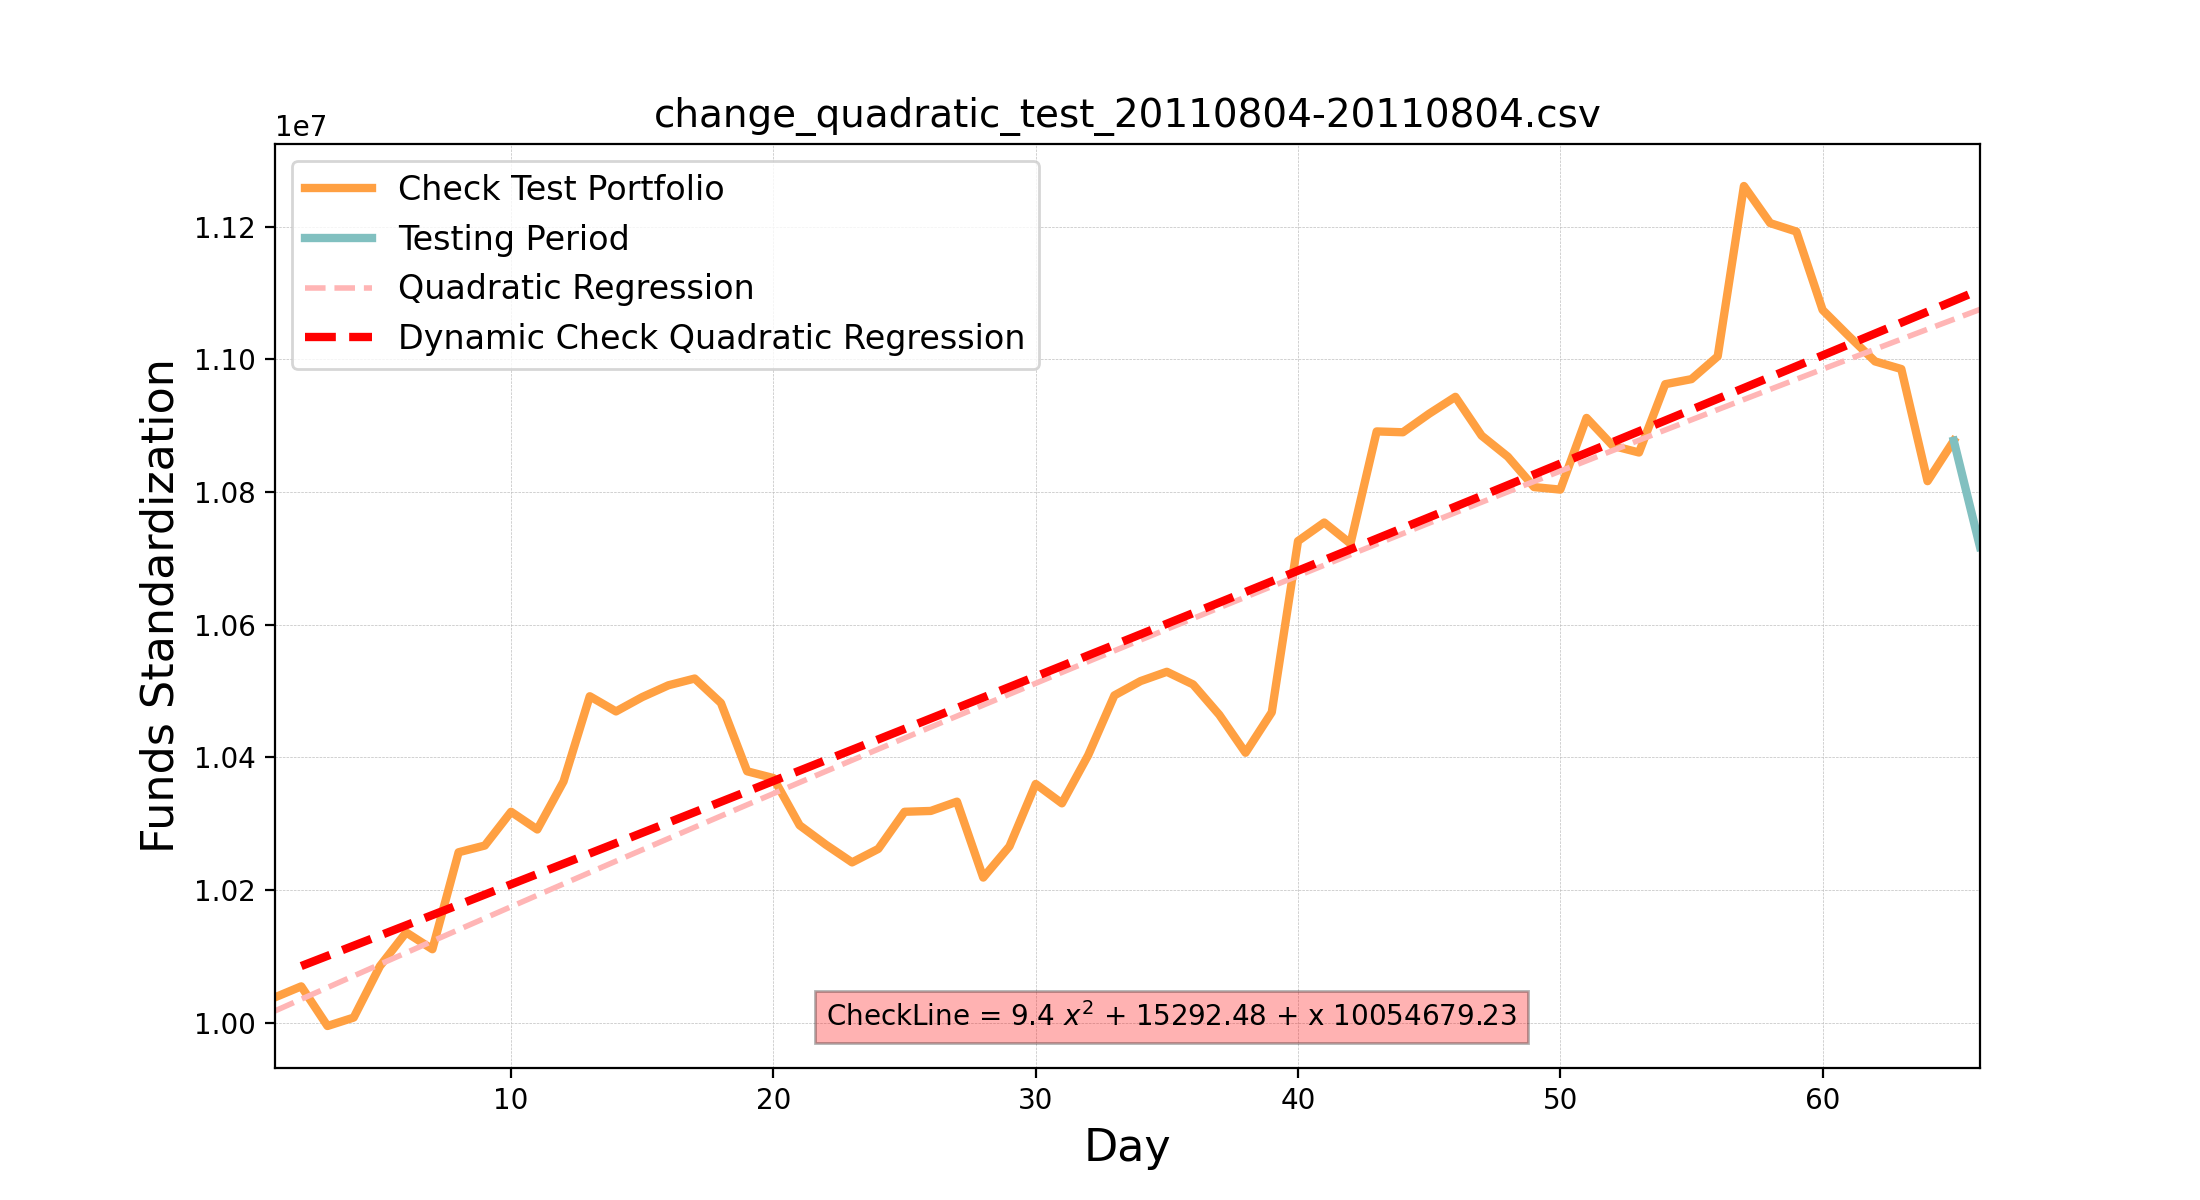 change_quadratic_test_20110804-20110804.csv
1e7
Check Test Portfolio
Testing Period
Quadratic Regression
Dynamic Check Quadratic Regression
1.12
1.10
1.08
1.06
1.04
1.02
1.00
Funds Standardization
CheckLine = 9.4 x² + 15292.48 + x 10054679.23
10 20 30 40 50 60
Day